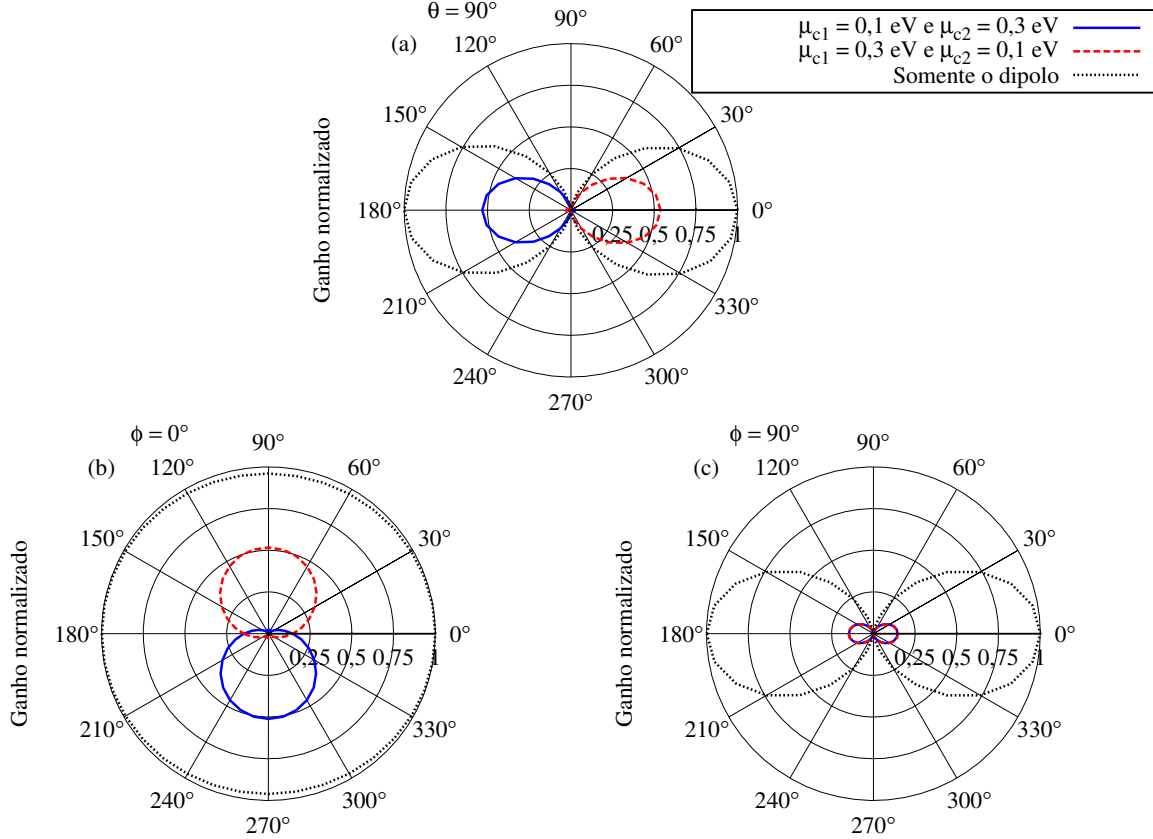 θ = 90°
(a)
μc1 = 0,1 eV e μc2 = 0,3 eV
μc1 = 0,3 eV e μc2 = 0,1 eV
Somente o dipolo
Ganho normalizado
90°
120°
60°
150°
30°
180°
0°
0,25 0,5 0,75 1
210°
330°
240°
300°
270°
ϕ = 0°
(b)
Ganho normalizado
90°
120°
60°
150°
30°
180°
0°
0,25 0,5 0,75 1
210°
330°
240°
300°
270°
ϕ = 90°
(c)
Ganho normalizado
90°
120°
60°
150°
30°
180°
0°
0,25 0,5 0,75 1
210°
330°
240°
300°
270°